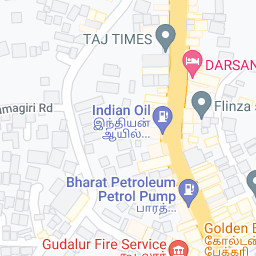 TAJ TIMES
DARSAN
magiri Rd
Indian Oil
இந்தியன்
ஆயில்...
Flinza
Bharat Petroleum
Petrol Pump
பாரத்...
Golden
கோல்டன்
பேக்கரி
Gudalur Fire Service